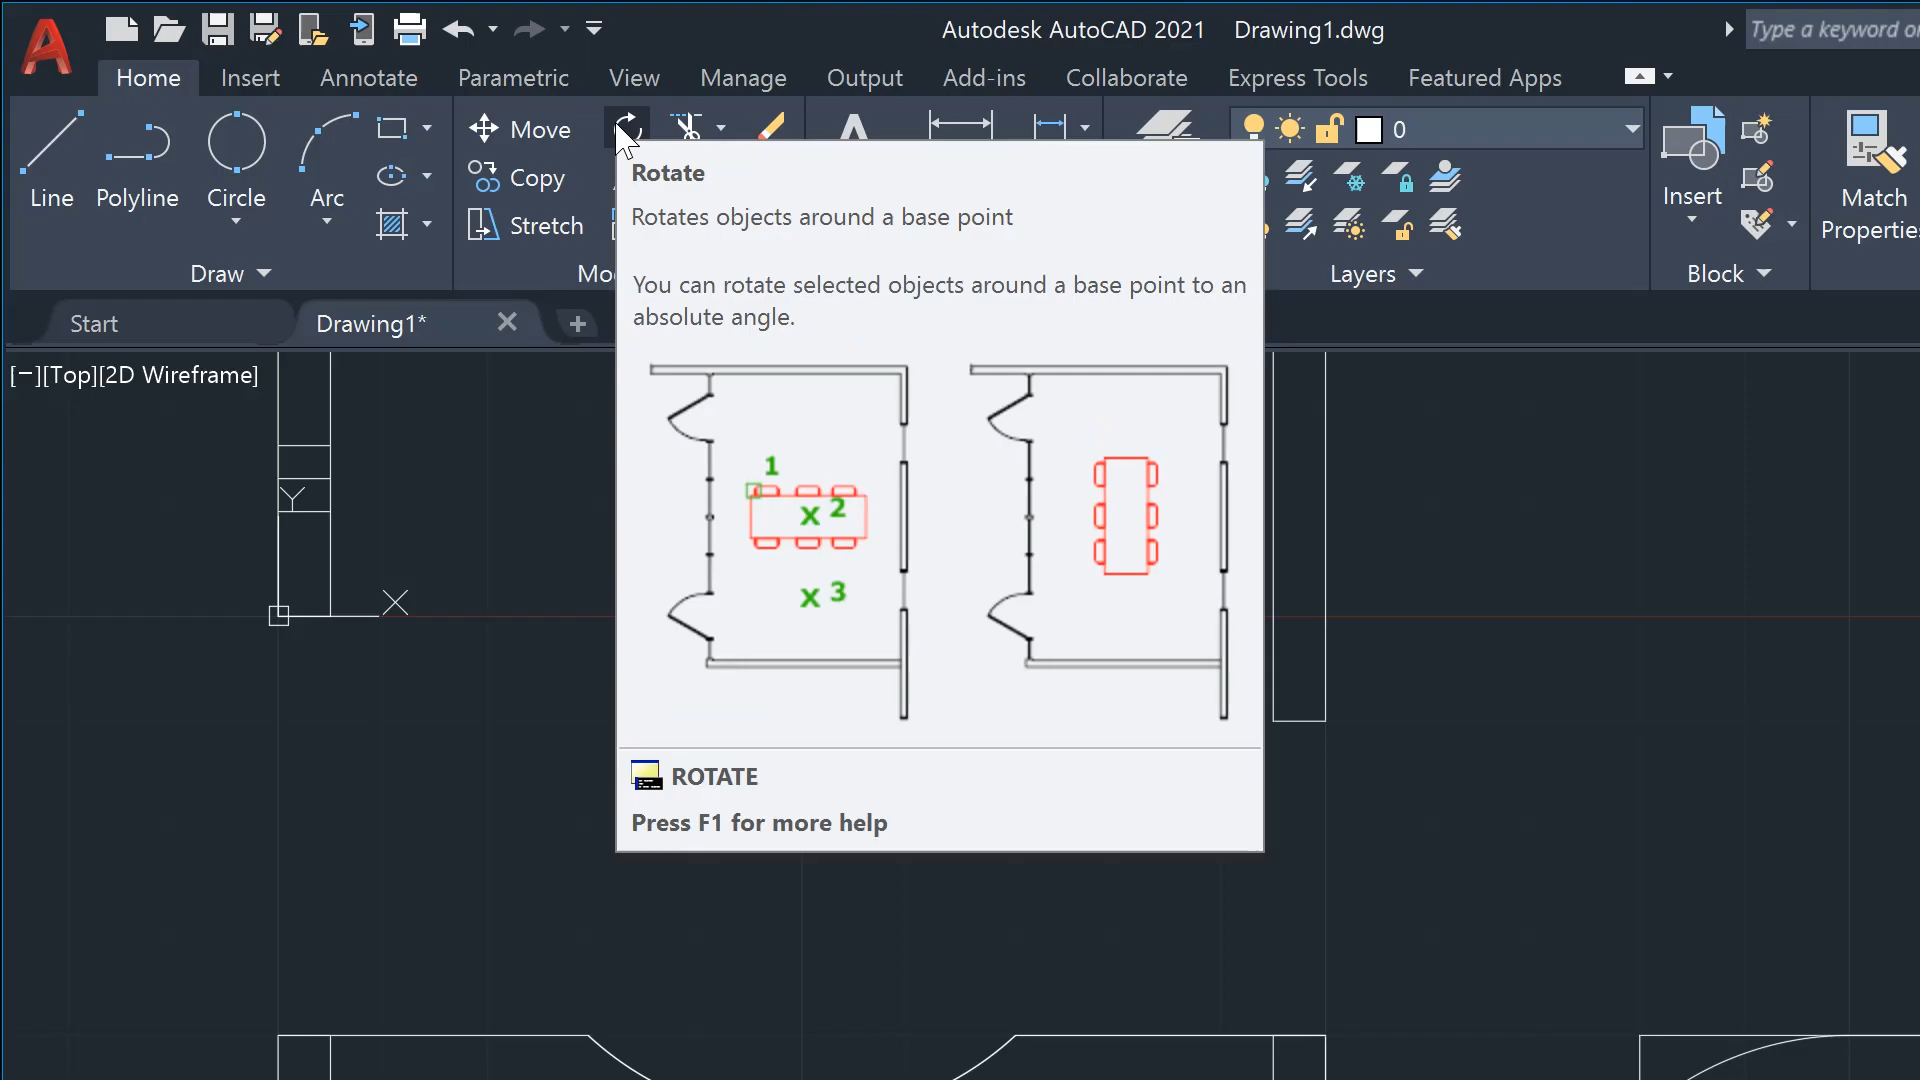 Autodesk AutoCAD 2021 Drawing1.dwg
Type a keyword or
Home Insert Annotate Parametric View Manage Output Add-ins Collaborate Express Tools Featured Apps
Line Polyline Circle Arc
Move
Copy
Stretch
0
Insert
Match
Draw Layers Block
Start Drawing1*
[−][Top][2D Wireframe]
Y
X
Rotate
Rotates objects around a base point
You can rotate selected objects around a base point to an
absolute angle.
1
X 2
X 3
ROTATE
Press F1 for more help